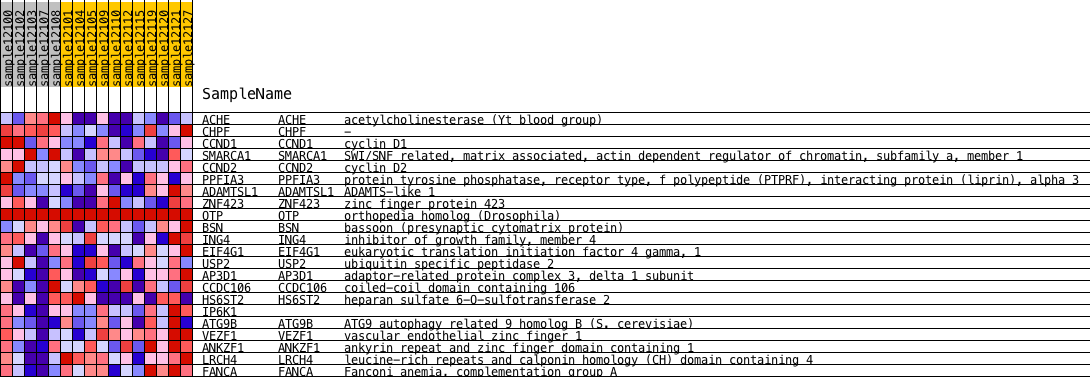 sample12100
sample12102
sample12103
sample12107
sample12108
sample12101
sample12104
sample12105
sample12109
sample12110
sample12112
sample12115
sample12119
sample12120
sample12121
sample12127
SampleName
ACHE ACHE acetylcholinesterase (Yt blood group)
CHPF CHPF –
CCND1 CCND1 cyclin D1
SMARCA1 SMARCA1 SWI/SNF related, matrix associated, actin dependent regulator of chromatin, subfamily a, member 1
CCND2 CCND2 cyclin D2
PPFIA3 PPFIA3 protein tyrosine phosphatase, receptor type, f polypeptide (PTPRF), interacting protein (liprin), alpha 3
ADAMTSL1 ADAMTSL1 ADAMTS-like 1
ZNF423 ZNF423 zinc finger protein 423
OTP OTP orthopedia homolog (Drosophila)
BSN BSN bassoon (presynaptic cytomatrix protein)
ING4 ING4 inhibitor of growth family, member 4
EIF4G1 EIF4G1 eukaryotic translation initiation factor 4 gamma, 1
USP2 USP2 ubiquitin specific peptidase 2
AP3D1 AP3D1 adaptor-related protein complex 3, delta 1 subunit
CCDC106 CCDC106 coiled-coil domain containing 106
HS6ST2 HS6ST2 heparan sulfate 6-O-sulfotransferase 2
IP6K1
ATG9B ATG9B ATG9 autophagy related 9 homolog B (S. cerevisiae)
VEZF1 VEZF1 vascular endothelial zinc finger 1
ANKZF1 ANKZF1 ankyrin repeat and zinc finger domain containing 1
LRCH4 LRCH4 leucine-rich repeats and calponin homology (CH) domain containing 4
FANCA FANCA Fanconi anemia, complementation group A